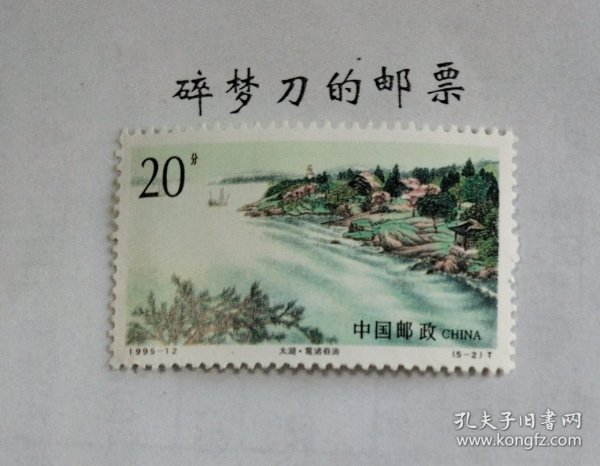 碎梦刀的邮票
20分
中国邮政 CHINA
1995-12
太湖·鼋渚春涛
(5-2)T
孔夫子旧书网
www.kongfz.com